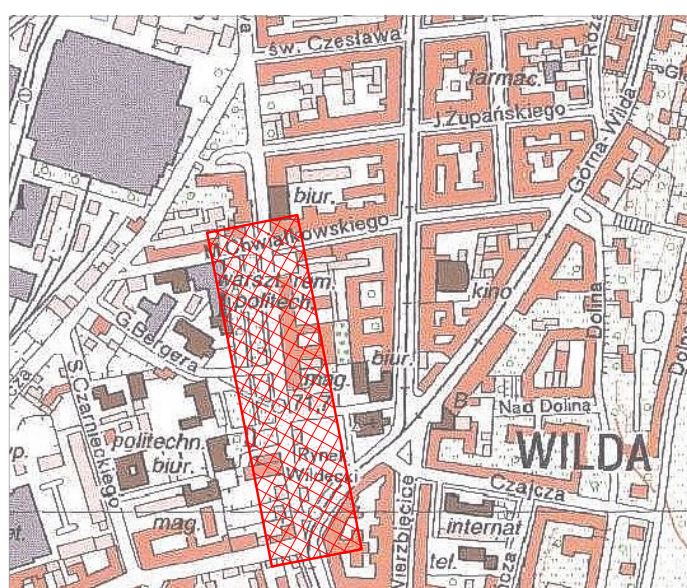 św. Czesława
farmac.
J. Żupańskiego
Górna Wilda
biur.
M. Chwiałkowskiego
warszt. rem.
politech.
kino
Dolina
G. Bergera
biur.
mag.
71,7
B
Nad Dolina
S. Czarnieckiego
politechn.
biur.
Rynek
Wildecki
WILDA
Czajcza
mag.
Wierzbięcice
internat
tel.